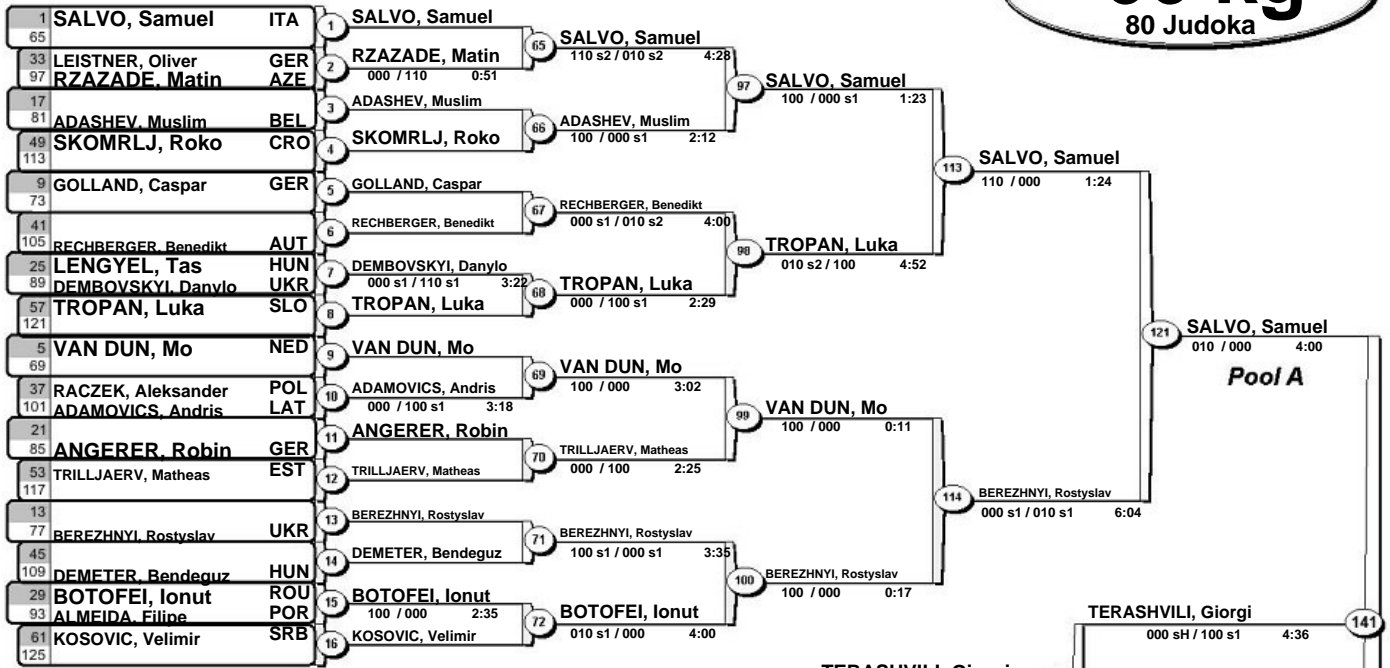 80 Judoka
1 SALVO, Samuel ITA
65
33 LEISTNER, Oliver GER
97 RZAZADE, Matin AZE
17
81 ADASHEV, Muslim BEL
49 SKOMRLJ, Roko CRO
113
9 GOLLAND, Caspar GER
73
41
105 RECHBERGER, Benedikt AUT
25 LENGYEL, Tas HUN
89 DEMBOVSKYI, Danylo UKR
57 TROPAN, Luka SLO
121
5 VAN DUN, Mo NED
69
37 RACZEK, Aleksander POL
101 ADAMOVICS, Andris LAT
21
85 ANGERER, Robin GER
53 TRILLJAERV, Matheas EST
117
13
77 BEREZHNYI, Rostyslav UKR
45
109 DEMETER, Bendeguz HUN
29 BOTOFEI, Ionut ROU
93 ALMEIDA, Filipe POR
61 KOSOVIC, Velimir SRB
125
1 SALVO, Samuel
2 RZAZADE, Matin
000 / 110 0:51
3 ADASHEV, Muslim
4 SKOMRLJ, Roko
5 GOLLAND, Caspar
6 RECHBERGER, Benedikt
7 DEMBOVSKYI, Danylo
000 s1 / 110 s1 3:22
8 TROPAN, Luka
9 VAN DUN, Mo
10 ADAMOVICS, Andris
000 / 100 s1 3:18
11 ANGERER, Robin
12 TRILLJAERV, Matheas
13 BEREZHNYI, Rostyslav
14 DEMETER, Bendeguz
15 BOTOFEI, Ionut
100 / 000 2:35
16 KOSOVIC, Velimir
65 SALVO, Samuel
110 s2 / 010 s2 4:28
66 ADASHEV, Muslim
100 / 000 s1 2:12
67 RECHBERGER, Benedikt
000 s1 / 010 s2 4:00
68 TROPAN, Luka
000 / 100 s1 2:29
69 VAN DUN, Mo
100 / 000 3:02
70 TRILLJAERV, Matheas
000 / 100 2:25
71 BEREZHNYI, Rostyslav
100 s1 / 000 s1 3:35
72 BOTOFEI, Ionut
010 s1 / 000 4:00
97 SALVO, Samuel
100 / 000 s1 1:23
98 TROPAN, Luka
010 s2 / 100 4:52
99 VAN DUN, Mo
100 / 000 0:11
100 BEREZHNYI, Rostyslav
100 / 000 0:17
113 SALVO, Samuel
110 / 000 1:24
114 BEREZHNYI, Rostyslav
000 s1 / 010 s1 6:04
121 SALVO, Samuel
010 / 000 4:00
Pool A
TERASHVILI, Giorgi
000 sH / 100 s1 4:36
141